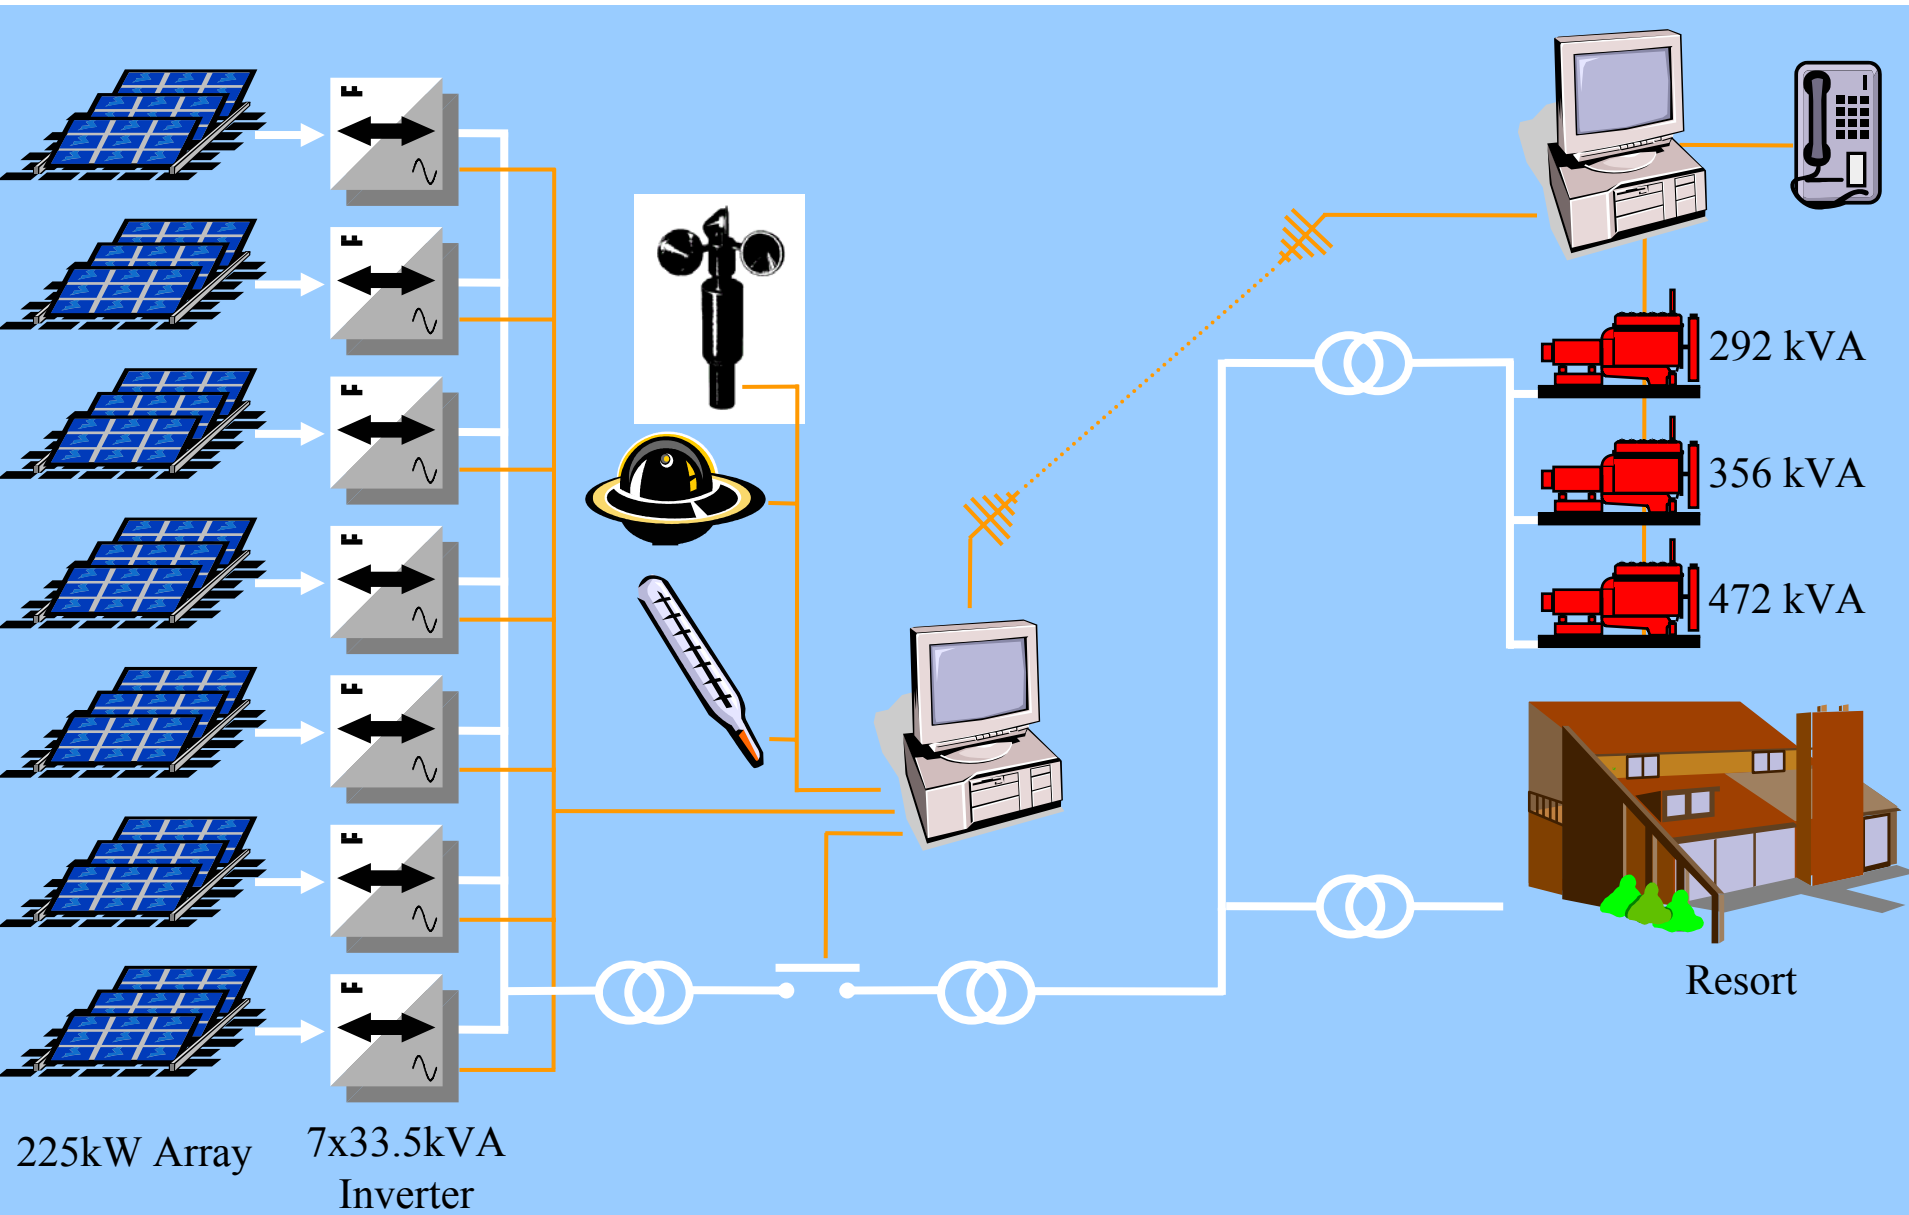 292 kVA
356 kVA
472 kVA
Resort
225kW Array
7x33.5kVA
Inverter